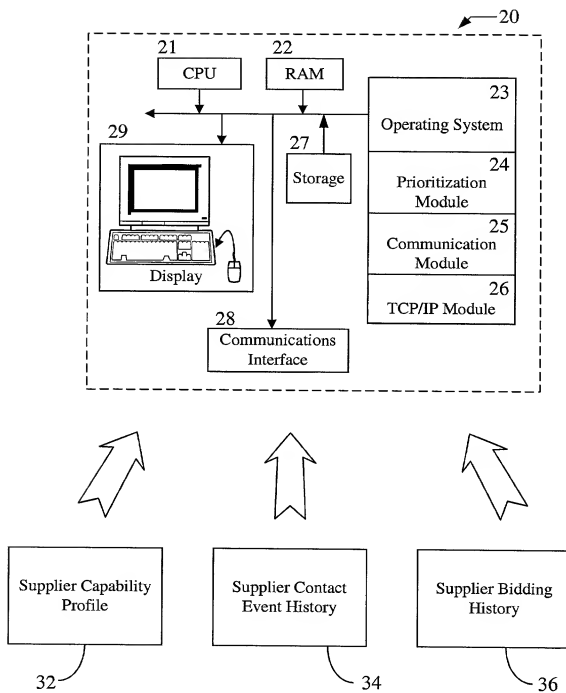 20
21
CPU
22
RAM
23
Operating System
24
Prioritization
Module
25
Communication
Module
26
TCP/IP Module
27
Storage
29
Display
28
Communications
Interface
Supplier Capability
Profile
32
Supplier Contact
Event History
34
Supplier Bidding
History
36